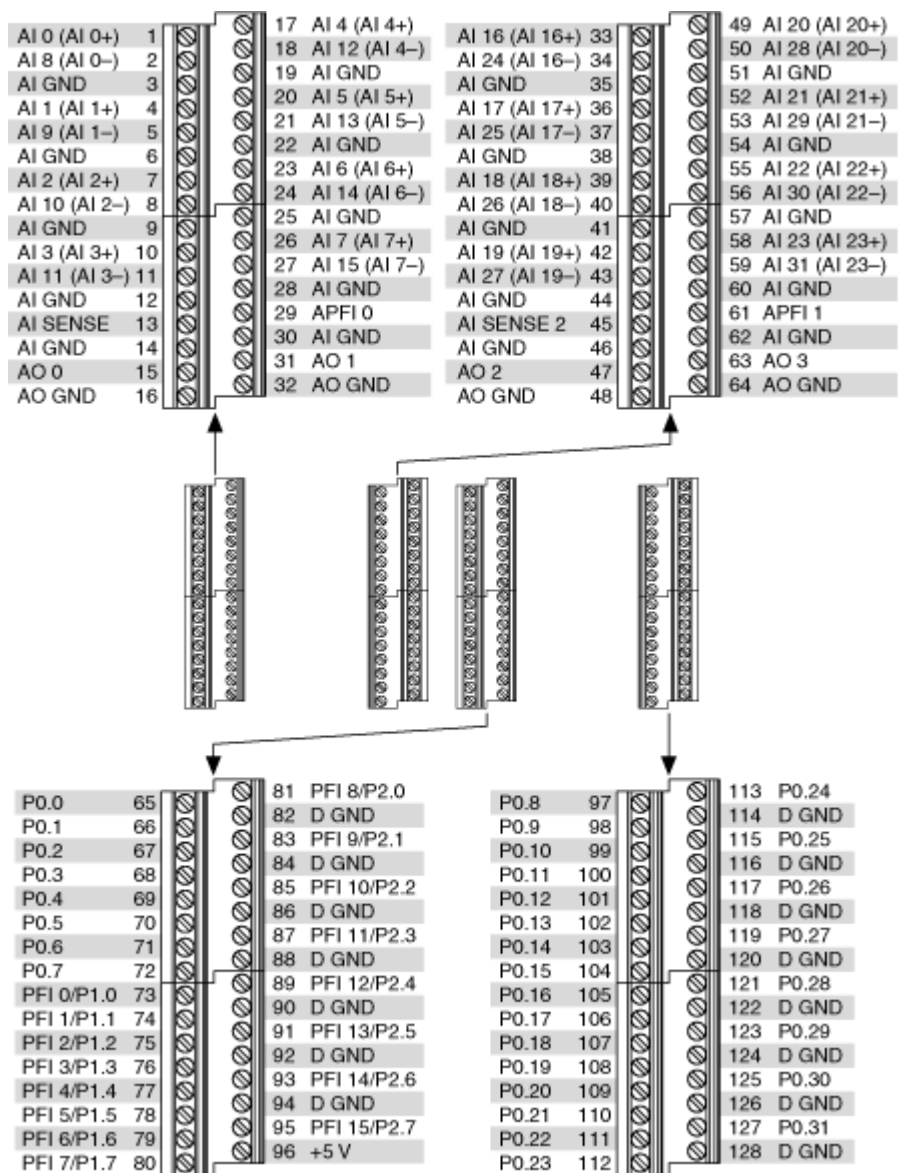 AI 0 (AI 0+) 1
AI 8 (AI 0–) 2
AI GND 3
AI 1 (AI 1+) 4
AI 9 (AI 1–) 5
AI GND 6
AI 2 (AI 2+) 7
AI 10 (AI 2–) 8
AI GND 9
AI 3 (AI 3+) 10
AI 11 (AI 3–) 11
AI GND 12
AI SENSE 13
AI GND 14
AO 0 15
AO GND 16
17 AI 4 (AI 4+)
18 AI 12 (AI 4–)
19 AI GND
20 AI 5 (AI 5+)
21 AI 13 (AI 5–)
22 AI GND
23 AI 6 (AI 6+)
24 AI 14 (AI 6–)
25 AI GND
26 AI 7 (AI 7+)
27 AI 15 (AI 7–)
28 AI GND
29 APFI 0
30 AI GND
31 AO 1
32 AO GND
AI 16 (AI 16+) 33
AI 24 (AI 16–) 34
AI GND 35
AI 17 (AI 17+) 36
AI 25 (AI 17–) 37
AI GND 38
AI 18 (AI 18+) 39
AI 26 (AI 18–) 40
AI GND 41
AI 19 (AI 19+) 42
AI 27 (AI 19–) 43
AI GND 44
AI SENSE 2 45
AI GND 46
AO 2 47
AO GND 48
49 AI 20 (AI 20+)
50 AI 28 (AI 20–)
51 AI GND
52 AI 21 (AI 21+)
53 AI 29 (AI 21–)
54 AI GND
55 AI 22 (AI 22+)
56 AI 30 (AI 22–)
57 AI GND
58 AI 23 (AI 23+)
59 AI 31 (AI 23–)
60 AI GND
61 APFI 1
62 AI GND
63 AO 3
64 AO GND
P0.0 65
P0.1 66
P0.2 67
P0.3 68
P0.4 69
P0.5 70
P0.6 71
P0.7 72
PFI 0/P1.0 73
PFI 1/P1.1 74
PFI 2/P1.2 75
PFI 3/P1.3 76
PFI 4/P1.4 77
PFI 5/P1.5 78
PFI 6/P1.6 79
PFI 7/P1.7 80
81 PFI 8/P2.0
82 D GND
83 PFI 9/P2.1
84 D GND
85 PFI 10/P2.2
86 D GND
87 PFI 11/P2.3
88 D GND
89 PFI 12/P2.4
90 D GND
91 PFI 13/P2.5
92 D GND
93 PFI 14/P2.6
94 D GND
95 PFI 15/P2.7
96 +5 V
P0.8 97
P0.9 98
P0.10 99
P0.11 100
P0.12 101
P0.13 102
P0.14 103
P0.15 104
P0.16 105
P0.17 106
P0.18 107
P0.19 108
P0.20 109
P0.21 110
P0.22 111
P0.23 112
113 P0.24
114 D GND
115 P0.25
116 D GND
117 P0.26
118 D GND
119 P0.27
120 D GND
121 P0.28
122 D GND
123 P0.29
124 D GND
125 P0.30
126 D GND
127 P0.31
128 D GND